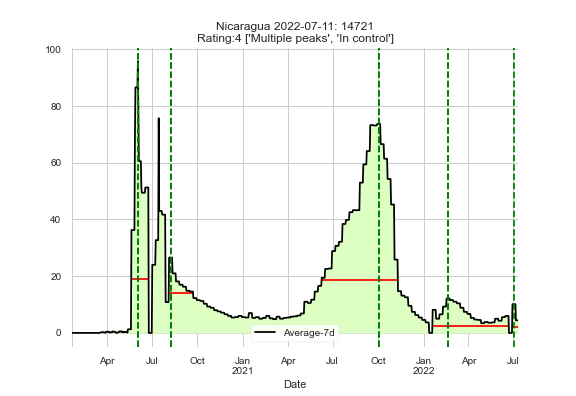 Nicaragua 2022-07-11: 14721
Rating:4 ['Multiple peaks', 'In control']
100
80
60
40
20
0
Average-7d
Apr Jul Oct Jan Apr Jul Oct Jan Apr Jul
2021 2022
Date